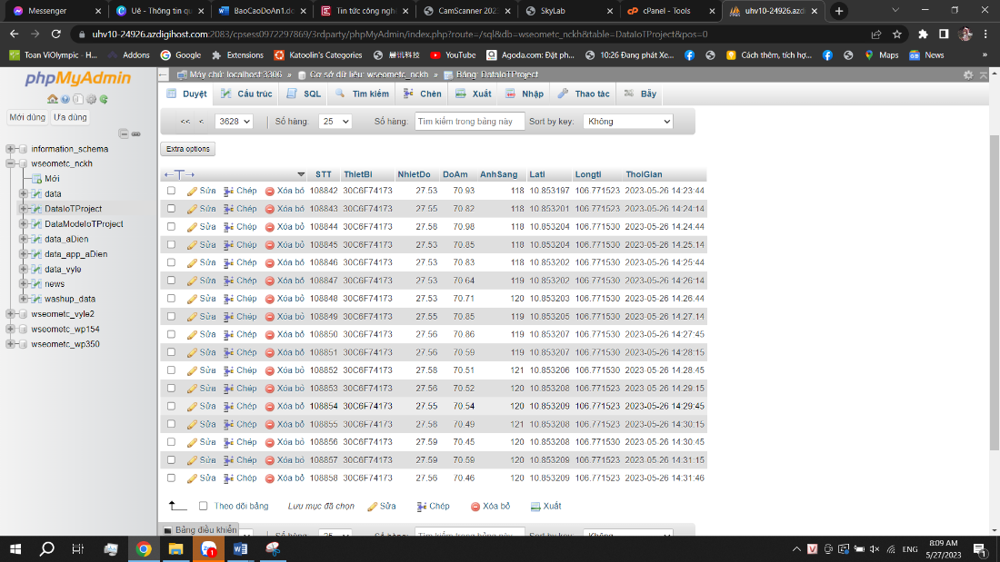 Messenger
Uê - Thông tin qu
BaoCaoDoAn1.do
Tin tức công ngh
CamScanner 202
SkyLab
cPanel - Tools
uhv10-24926.azd
uhv10-24926.azdigihost.com:2083/cpsess0972297869/3rdparty/phpMyAdmin/index.php?route=/sql&db=wseometc_nckh&table=DataIoTProject&pos=0
Toan ViOlympic - H...
Addons
Google
Extensions
Katoolin's Categories
晨讯科技
YouTube
Agoda.com: Đặt ph...
10:26 Đang phát Xe...
Cách thêm, tích hợ...
Maps
News
»
phpMyAdmin
Mới dùng Ưa dùng
information_schema
wseometc_nckh
Mới
data
DataIoTProject
DataModeIoTProject
data_aDien
data_app_aDien
data_vyle
news
washup_data
wseometc_vyle2
wseometc_wp154
wseometc_wp350
Máy chủ: localhost:3306 » Cơ sở dữ liệu: wseometc_nckh » Bảng: DataIoTProject
Duyệt Cấu trúc SQL Tìm kiếm Chèn Xuất Nhập Thao tác Bẫy
<< < 3628 Số hàng: 25 Số hàng: Tìm kiếm trong bảng này Sort by key: Không
Extra options
STT ThietBi NhietDo DoAm AnhSang Lati Longti ThoiGian
Sửa Chép Xóa bỏ 108842 30C6F74173 27.53 70.93 118 10.853197 106.771523 2023-05-26 14:23:44
Sửa Chép Xóa bỏ 108843 30C6F74173 27.55 70.82 118 10.853201 106.771523 2023-05-26 14:24:14
Sửa Chép Xóa bỏ 108844 30C6F74173 27.58 70.98 118 10.853204 106.771530 2023-05-26 14:24:44
Sửa Chép Xóa bỏ 108845 30C6F74173 27.53 70.85 118 10.853204 106.771530 2023-05-26 14:25:14
Sửa Chép Xóa bỏ 108846 30C6F74173 27.53 70.83 118 10.853202 106.771530 2023-05-26 14:25:44
Sửa Chép Xóa bỏ 108847 30C6F74173 27.53 70.64 119 10.853202 106.771530 2023-05-26 14:26:14
Sửa Chép Xóa bỏ 108848 30C6F74173 27.53 70.71 120 10.853203 106.771530 2023-05-26 14:26:44
Sửa Chép Xóa bỏ 108849 30C6F74173 27.55 70.85 119 10.853205 106.771530 2023-05-26 14:27:14
Sửa Chép Xóa bỏ 108850 30C6F74173 27.56 70.86 119 10.853207 106.771530 2023-05-26 14:27:45
Sửa Chép Xóa bỏ 108851 30C6F74173 27.56 70.59 119 10.853207 106.771530 2023-05-26 14:28:15
Sửa Chép Xóa bỏ 108852 30C6F74173 27.58 70.51 121 10.853206 106.771530 2023-05-26 14:28:45
Sửa Chép Xóa bỏ 108853 30C6F74173 27.56 70.52 120 10.853208 106.771523 2023-05-26 14:29:15
Sửa Chép Xóa bỏ 108854 30C6F74173 27.55 70.54 120 10.853209 106.771523 2023-05-26 14:29:45
Sửa Chép Xóa bỏ 108855 30C6F74173 27.58 70.49 121 10.853208 106.771523 2023-05-26 14:30:15
Sửa Chép Xóa bỏ 108856 30C6F74173 27.59 70.45 120 10.853208 106.771523 2023-05-26 14:30:45
Sửa Chép Xóa bỏ 108857 30C6F74173 27.59 70.59 120 10.853209 106.771523 2023-05-26 14:31:15
Sửa Chép Xóa bỏ 108858 30C6F74173 27.56 70.46 120 10.853209 106.771523 2023-05-26 14:31:46
Theo dõi bảng Lưu mục đã chọn Sửa Chép Xóa bỏ Xuất
Bảng điều khiển Số hàng: 25 Số hàng: Tìm kiếm trong bảng này Sort by key: Không
ENG
8:09 AM
5/27/2023
1